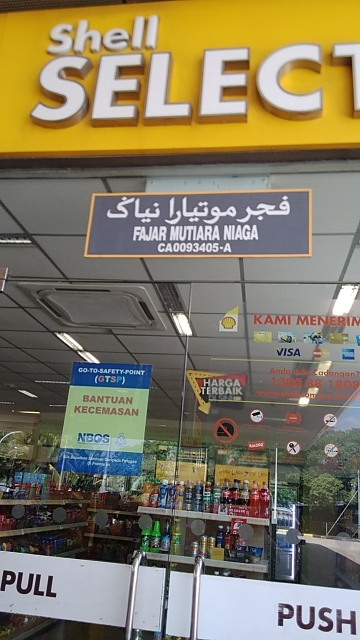 Shell
SELECT
فجر موتيارا نياݢ
FAJAR MUTIARA NIAGA
CA0093405-A
GO-TO-SAFETY-POINT
(GTSP)
BANTUAN
KECEMASAN
NBOS
KAMI MENERIM
VISA
HARGA
TERBAIK
PULL
PUSH